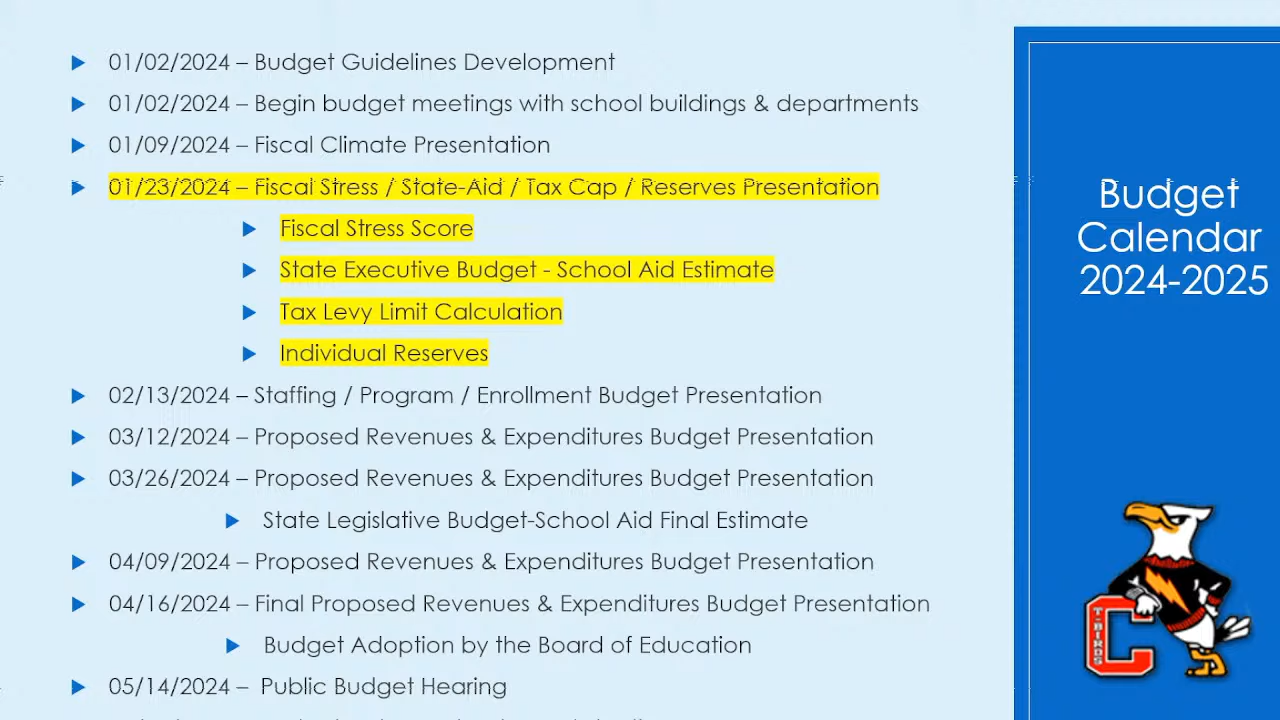 01/02/2024 – Budget Guidelines Development
01/02/2024 – Begin budget meetings with school buildings & departments
01/09/2024 – Fiscal Climate Presentation
01/23/2024 – Fiscal Stress / State-Aid / Tax Cap / Reserves Presentation
Fiscal Stress Score
State Executive Budget - School Aid Estimate
Tax Levy Limit Calculation
Individual Reserves
02/13/2024 – Staffing / Program / Enrollment Budget Presentation
03/12/2024 – Proposed Revenues & Expenditures Budget Presentation
03/26/2024 – Proposed Revenues & Expenditures Budget Presentation
State Legislative Budget-School Aid Final Estimate
04/09/2024 – Proposed Revenues & Expenditures Budget Presentation
04/16/2024 – Final Proposed Revenues & Expenditures Budget Presentation
Budget Adoption by the Board of Education
05/14/2024 – Public Budget Hearing
Budget
Calendar
2024-2025
C
T-BIRDS